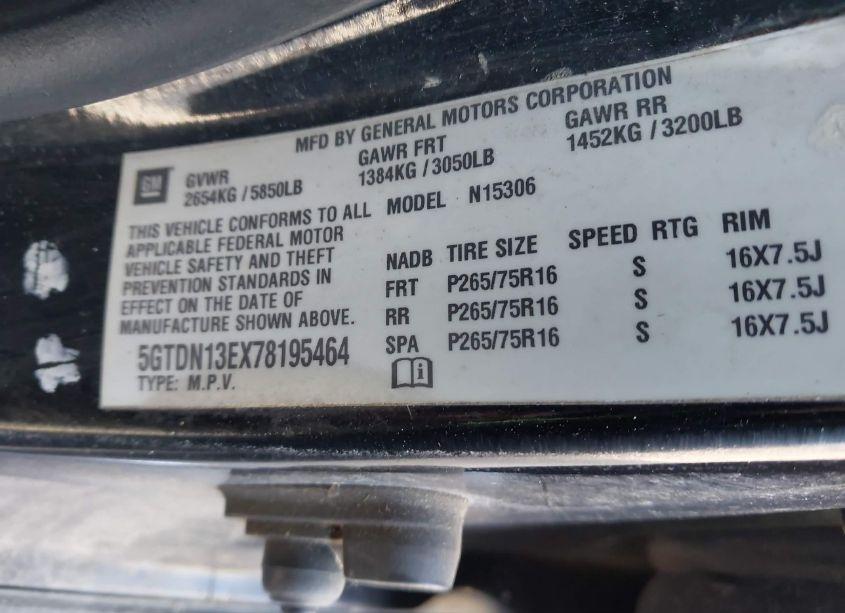 MFD BY GENERAL MOTORS CORPORATION
GM GVWR GAWR FRT GAWR RR
2654KG / 5850LB 1384KG / 3050LB 1452KG / 3200LB
THIS VEHICLE CONFORMS TO ALL
APPLICABLE FEDERAL MOTOR
VEHICLE SAFETY AND THEFT
PREVENTION STANDARDS IN
EFFECT ON THE DATE OF
MANUFACTURE SHOWN ABOVE.
5GTDN13EX78195464
TYPE: M.P.V.
MODEL N15306
NADB TIRE SIZE SPEED RTG RIM
FRT P265/75R16 S 16X7.5J
RR P265/75R16 S 16X7.5J
SPA P265/75R16 S 16X7.5J